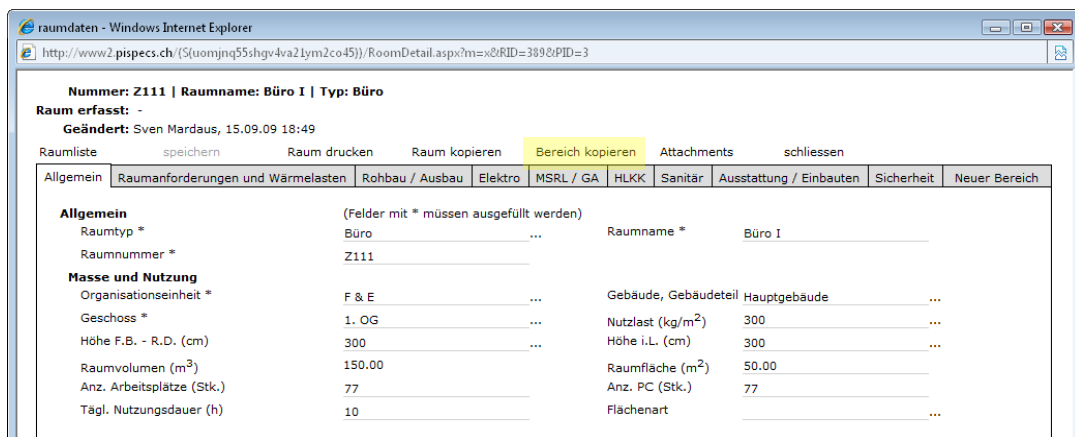 raumdaten - Windows Internet Explorer
http://www2.pispecs.ch/(S(uomjnq55shgv4va21ym2co45))/RoomDetail.aspx?m=x&RID=389&PID=3
Nummer: Z111 | Raumname: Büro I | Typ: Büro
Raum erfasst: -
Geändert: Sven Mardaus, 15.09.09 18:49
Raumliste speichern Raum drucken Raum kopieren Bereich kopieren Attachments schliessen
Allgemein Raumanforderungen und Wärmelasten Rohbau / Ausbau Elektro MSRL / GA HLKK Sanitär Ausstattung / Einbauten Sicherheit Neuer Bereich
Allgemein (Felder mit * müssen ausgefüllt werden)
Raumtyp * Büro ... Raumname * Büro I
Raumnummer * Z111
Masse und Nutzung
Organisationseinheit * F & E ... Gebäude, Gebäudeteil Hauptgebäude ...
Geschoss * 1. OG ... Nutzlast (kg/m²) 300 ...
Höhe F.B. - R.D. (cm) 300 ... Höhe i.L. (cm) 300 ...
Raumvolumen (m³) 150.00 Raumfläche (m²) 50.00
Anz. Arbeitsplätze (Stk.) 77 Anz. PC (Stk.) 77
Tägl. Nutzungsdauer (h) 10 Flächenart ...